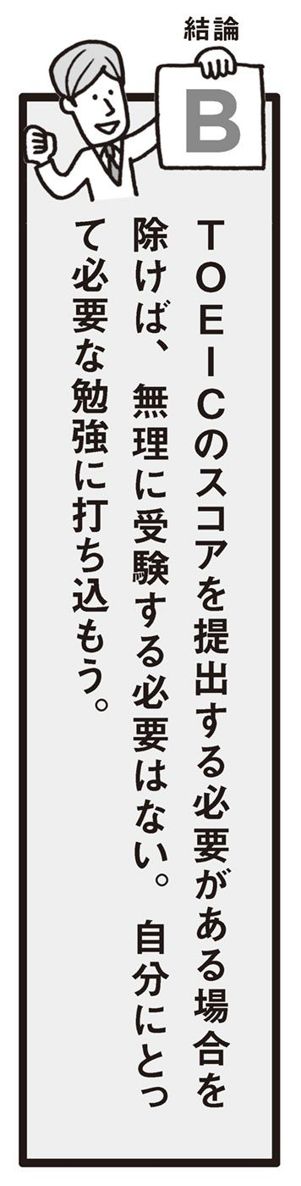 結論
B
TOEICのスコアを提出する必要がある場合を
除けば、無理に受験する必要はない。自分にとっ
て必要な勉強に打ち込もう。